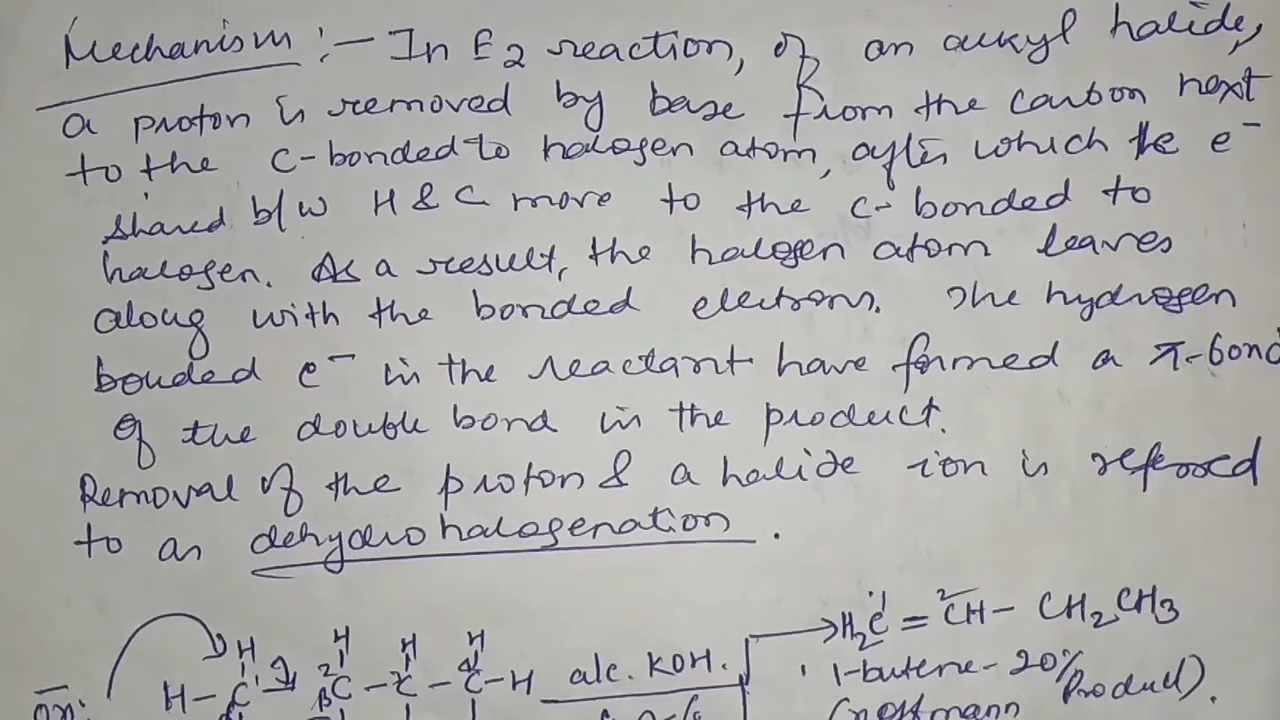 Mechanism :- In E2 reaction, of an alkyl halide,
a proton is removed by base from the carbon next
to the C-bonded to halogen atom, after which the e⁻
shared b/w H & C move to the C-bonded to
halogen. As a result, the halogen atom leaves
along with the bonded electrons. The hydrogen
bonded e⁻ in the reactant have formed a π-bond
of the double bond in the product.
Removal of the proton & a halide ion is referred
to as dehydrohalogenation.
H₂C = CH - CH₂CH₃
H H H H
H - C - C - C - C - H alc. KOH.
1-butene - 20% Product).